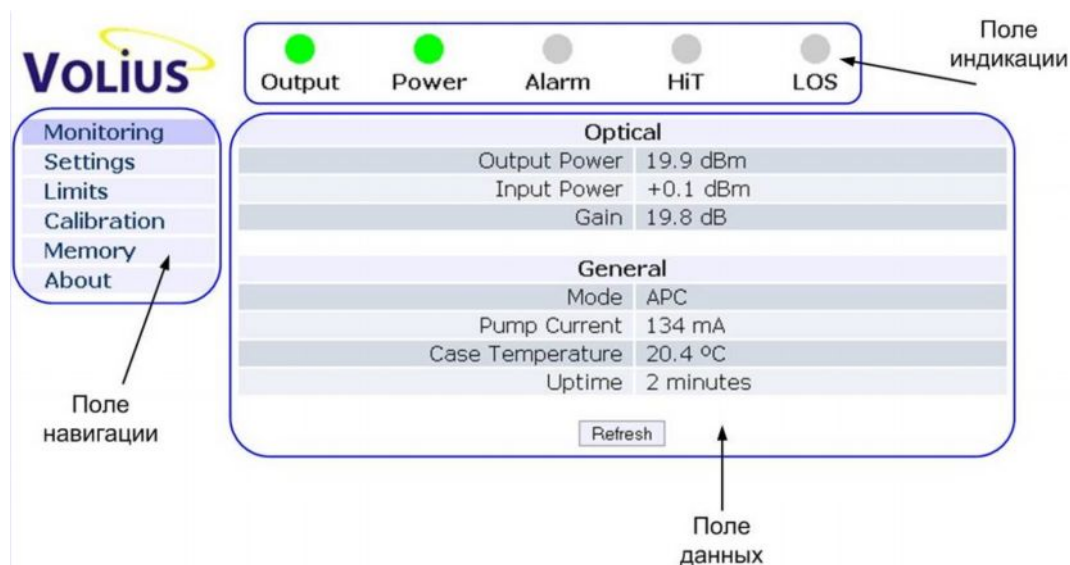 VOLiUS
Output Power Alarm HiT LOS
Поле
индикации
Monitoring
Settings
Limits
Calibration
Memory
About
Optical
Output Power 19.9 dBm
Input Power +0.1 dBm
Gain 19.8 dB
General
Mode APC
Pump Current 134 mA
Case Temperature 20.4 ºC
Uptime 2 minutes
Refresh
Поле
навигации
Поле
данных